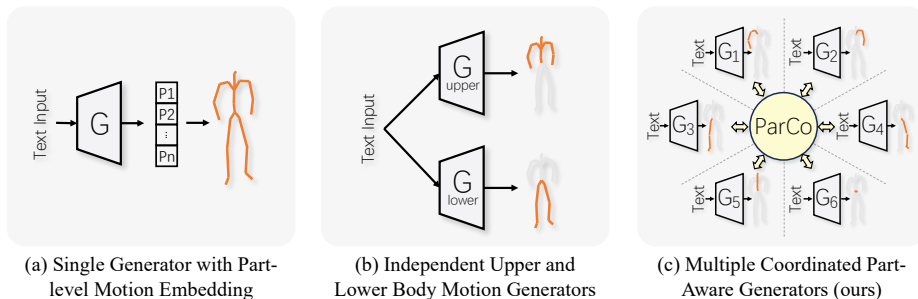 Text Input
G
P1
P2
⋮
Pn
(a) Single Generator with Part-
level Motion Embedding
Text Input
G
upper
G
lower
(b) Independent Upper and
Lower Body Motion Generators
Text
G1
Text
G2
Text
G3
ParCo
Text
G4
Text
G5
Text
G6
(c) Multiple Coordinated Part-
Aware Generators (ours)